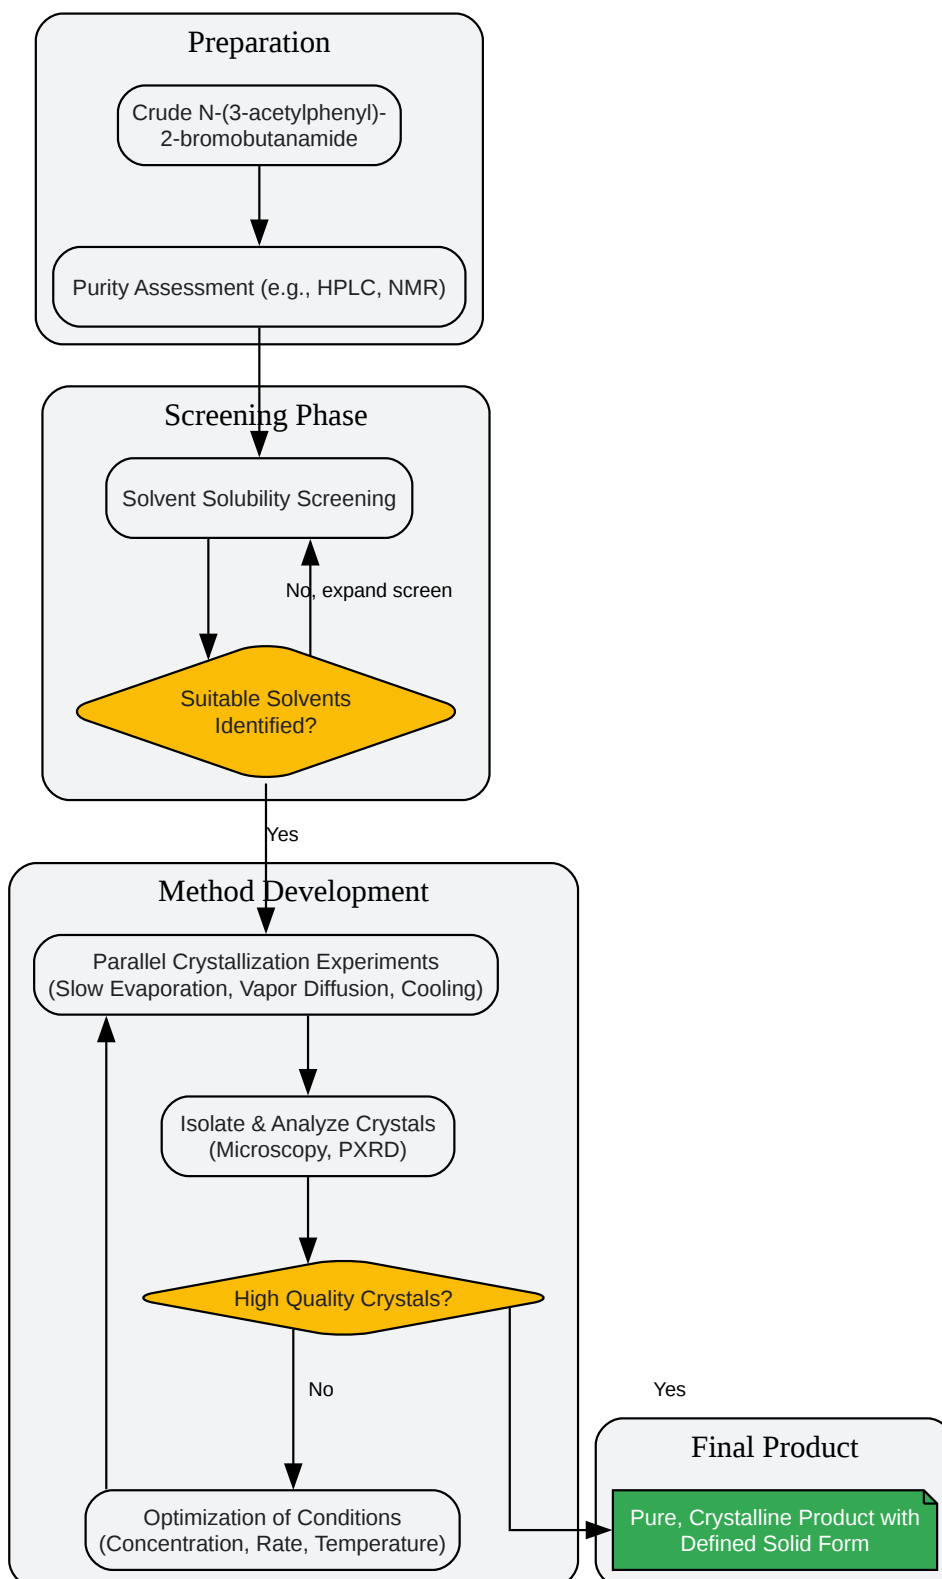 Preparation
Crude N-(3-acetylphenyl)-
2-bromobutanamide
Purity Assessment (e.g., HPLC, NMR)
Screening Phase
Solvent Solubility Screening
No, expand screen
Suitable Solvents
Identified?
Yes
Method Development
Parallel Crystallization Experiments
(Slow Evaporation, Vapor Diffusion, Cooling)
Isolate & Analyze Crystals
(Microscopy, PXRD)
High Quality Crystals?
No
Yes
Optimization of Conditions
(Concentration, Rate, Temperature)
Final Product
Pure, Crystalline Product with
Defined Solid Form